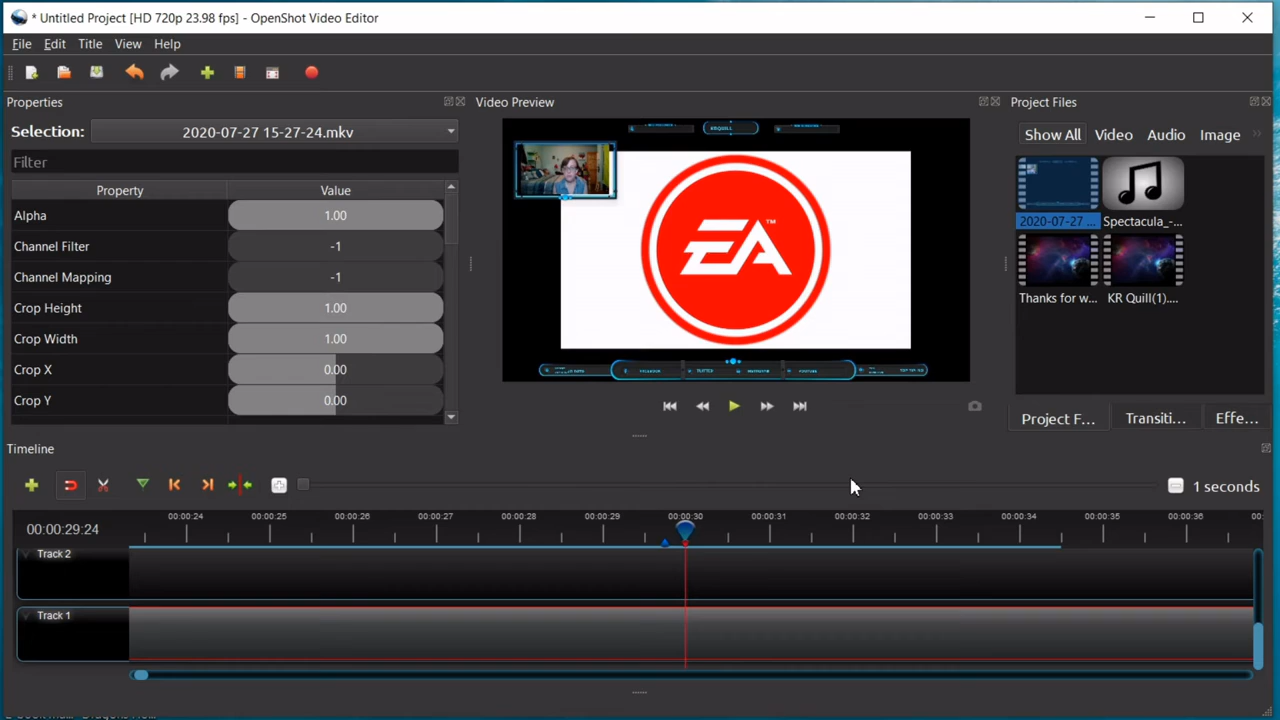 * Untitled Project [HD 720p 23.98 fps] - OpenShot Video Editor
File Edit Title View Help
Properties
Video Preview
Project Files
Selection: 2020-07-27 15-27-24.mkv
Show All Video Audio Image
Filter
Property Value
Alpha 1.00
Channel Filter -1
Channel Mapping -1
Crop Height 1.00
Crop Width 1.00
Crop X 0.00
Crop Y 0.00
KRQUILL
EA™
2020-07-27 ... Spectacula_-...
Thanks for w... KR Quill(1)....
Project F... Transiti... Effe...
Timeline
1 seconds
00:00:29:24
00:00:24 00:00:25 00:00:26 00:00:27 00:00:28 00:00:29 00:00:30 00:00:31 00:00:32 00:00:33 00:00:34 00:00:35 00:00:36 00:
Track 2
Track 1